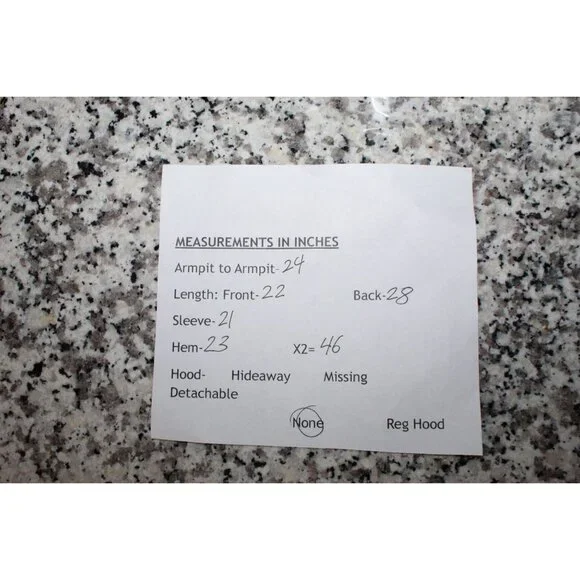 MEASUREMENTS IN INCHES
Armpit to Armpit- 24
Length: Front- 22 Back- 28
Sleeve- 21
Hem- 23 X2= 46
Hood- Hideaway Missing
Detachable
None Reg Hood